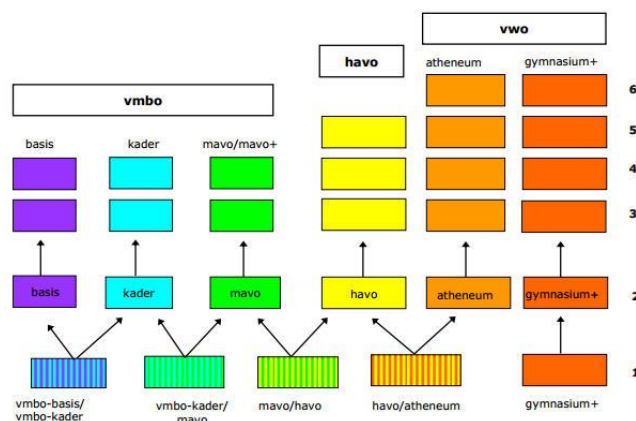 vwo
havo
atheneum
gymnasium+
6
vmbo
5
basis
kader
mavo/mavo+
4
3
basis
kader
mavo
havo
atheneum
gymnasium+
2
1
vmbo-basis/
vmbo-kader
vmbo-kader/
mavo
mavo/havo
havo/atheneum
gymnasium+